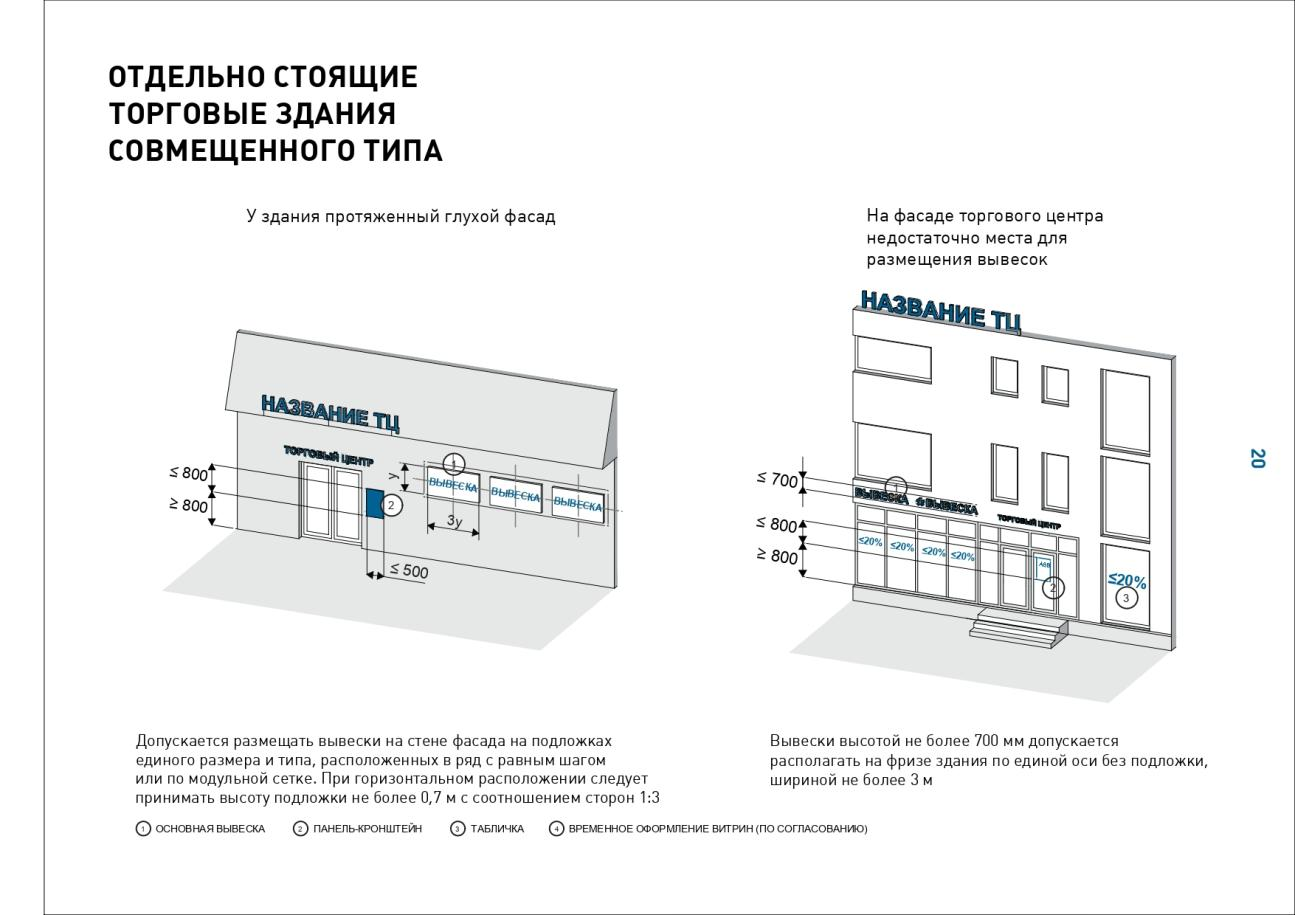 ОТДЕЛЬНО СТОЯЩИЕ
ТОРГОВЫЕ ЗДАНИЯ
СОВМЕЩЕННОГО ТИПА
У здания протяженный глухой фасад
НАЗВАНИЕ ТЦ
ТОРГОВЫЙ ЦЕНТР
≤ 800
≥ 800
у
1
ВЫВЕСКА
ВЫВЕСКА
ВЫВЕСКА
2
3у
≤ 500
Допускается размещать вывески на стене фасада на подложках
единого размера и типа, расположенных в ряд с равным шагом
или по модульной сетке. При горизонтальном расположении следует
принимать высоту подложки не более 0,7 м с соотношением сторон 1:3
На фасаде торгового центра
недостаточно места для
размещения вывесок
НАЗВАНИЕ ТЦ
≤ 700
1
ВЫВЕСКА
ВЫВЕСКА
ТОРГОВЫЙ ЦЕНТР
≤ 800
≥ 800
≤20%
≤20%
≤20%
≤20%
АБВ
2
≤20%
3
Вывески высотой не более 700 мм допускается
располагать на фризе здания по единой оси без подложки,
шириной не более 3 м
1 ОСНОВНАЯ ВЫВЕСКА 2 ПАНЕЛЬ-КРОНШТЕЙН 3 ТАБЛИЧКА 4 ВРЕМЕННОЕ ОФОРМЛЕНИЕ ВИТРИН (ПО СОГЛАСОВАНИЮ)
20